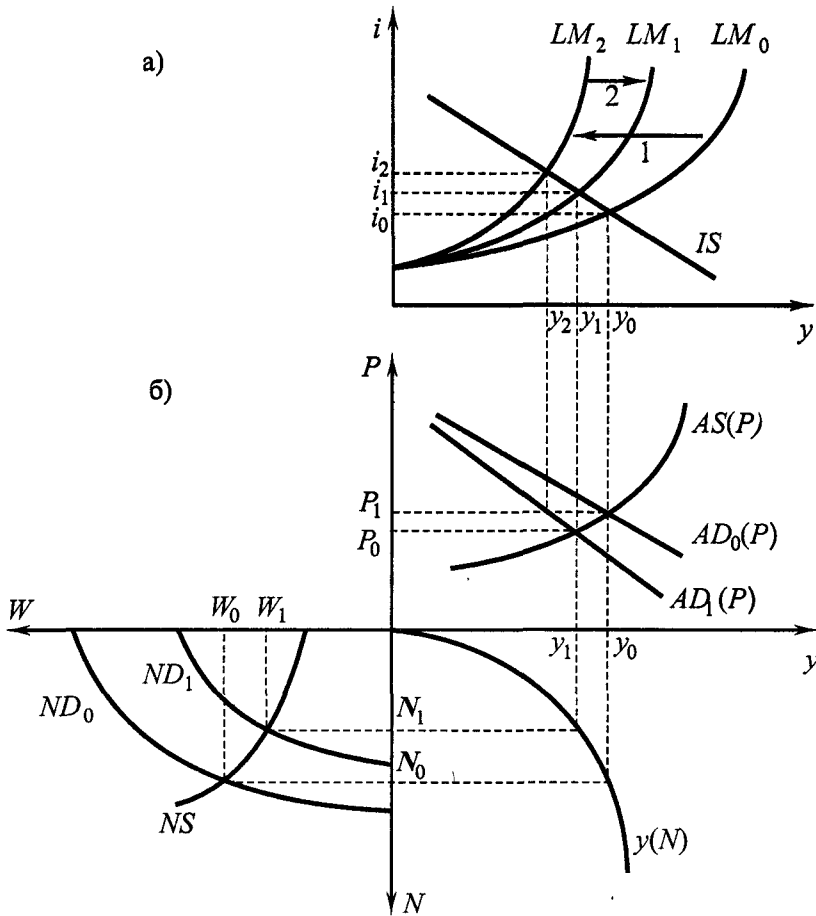 а)
i
LM₂
LM₁
LM₀
2
1
i₂
i₁
i₀
IS
y₂
y₁
y₀
y
б)
P
AS(P)
P₁
P₀
AD₀(P)
AD₁(P)
W
W₀
W₁
y₁
y₀
y
ND₁
ND₀
N₁
N₀
NS
y(N)
N